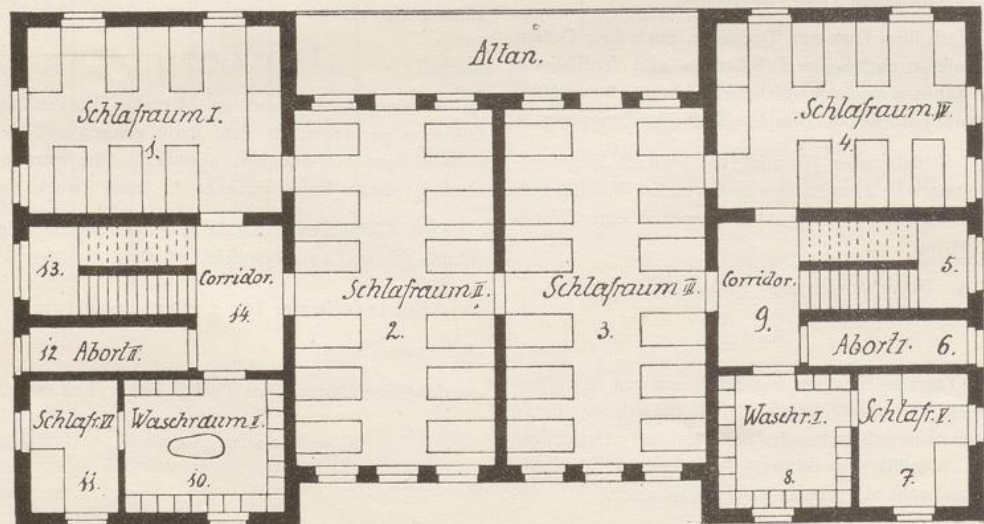 Altan.
Schlafraum I.
1.
Schlafraum IV.
4.
13.
Corridor.
14.
Schlafraum II.
2.
Schlafraum III.
3.
Corridor.
9.
5.
12 Abort II.
Abort I. 6.
Schlafr. VI
11.
Waschraum II.
10.
Waschr. I.
8.
Schlafr. V.
7.